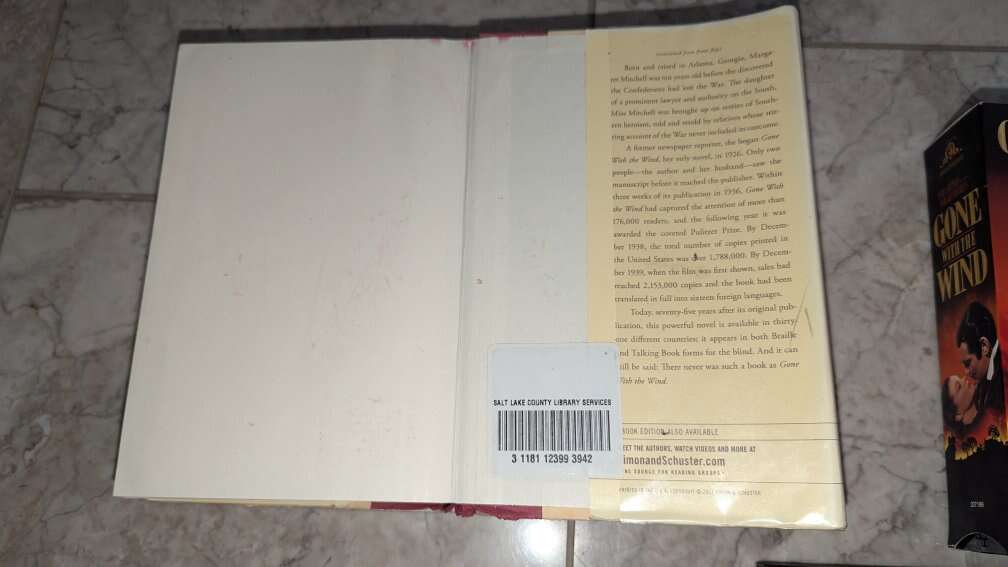 (continued from front flap)
Born and raised in Atlanta, Georgia, Marga-
ret Mitchell was ten years old before she discovered
the Confederates had lost the War. The daughter
of a prominent lawyer and authority on the South,
Miss Mitchell was brought up on stories of South-
ern heroism, told and retold by relatives whose stir-
ring account of the War never included its outcome.
A former newspaper reporter, she began Gone
With the Wind, her only novel, in 1926. Only two
people—the author and her husband—saw the
manuscript before it reached the publisher. Within
three weeks of its publication in 1936, Gone With
the Wind had captured the attention of more than
176,000 readers, and the following year it was
awarded the coveted Pulitzer Prize. By Decem-
ber 1938, the total number of copies printed in
the United States was over 1,788,000. By Decem-
ber 1939, when the film was first shown, sales had
reached 2,153,000 copies and the book had been
translated in full into sixteen foreign languages.
Today, seventy-five years after its original pub-
lication, this powerful novel is available in thirty-
one different countries; it appears in both Braille
and Talking Book forms for the blind. And it can
still be said: There never was such a book as Gone
With the Wind.
BOOK EDITION ALSO AVAILABLE
EET THE AUTHORS, WATCH VIDEOS AND MORE AT
imonandSchuster.com
SOURCE FOR READING GROUPS
SALT LAKE COUNTY LIBRARY SERVICES
3 1181 12399 3942
GONE
WITH THE
WIND